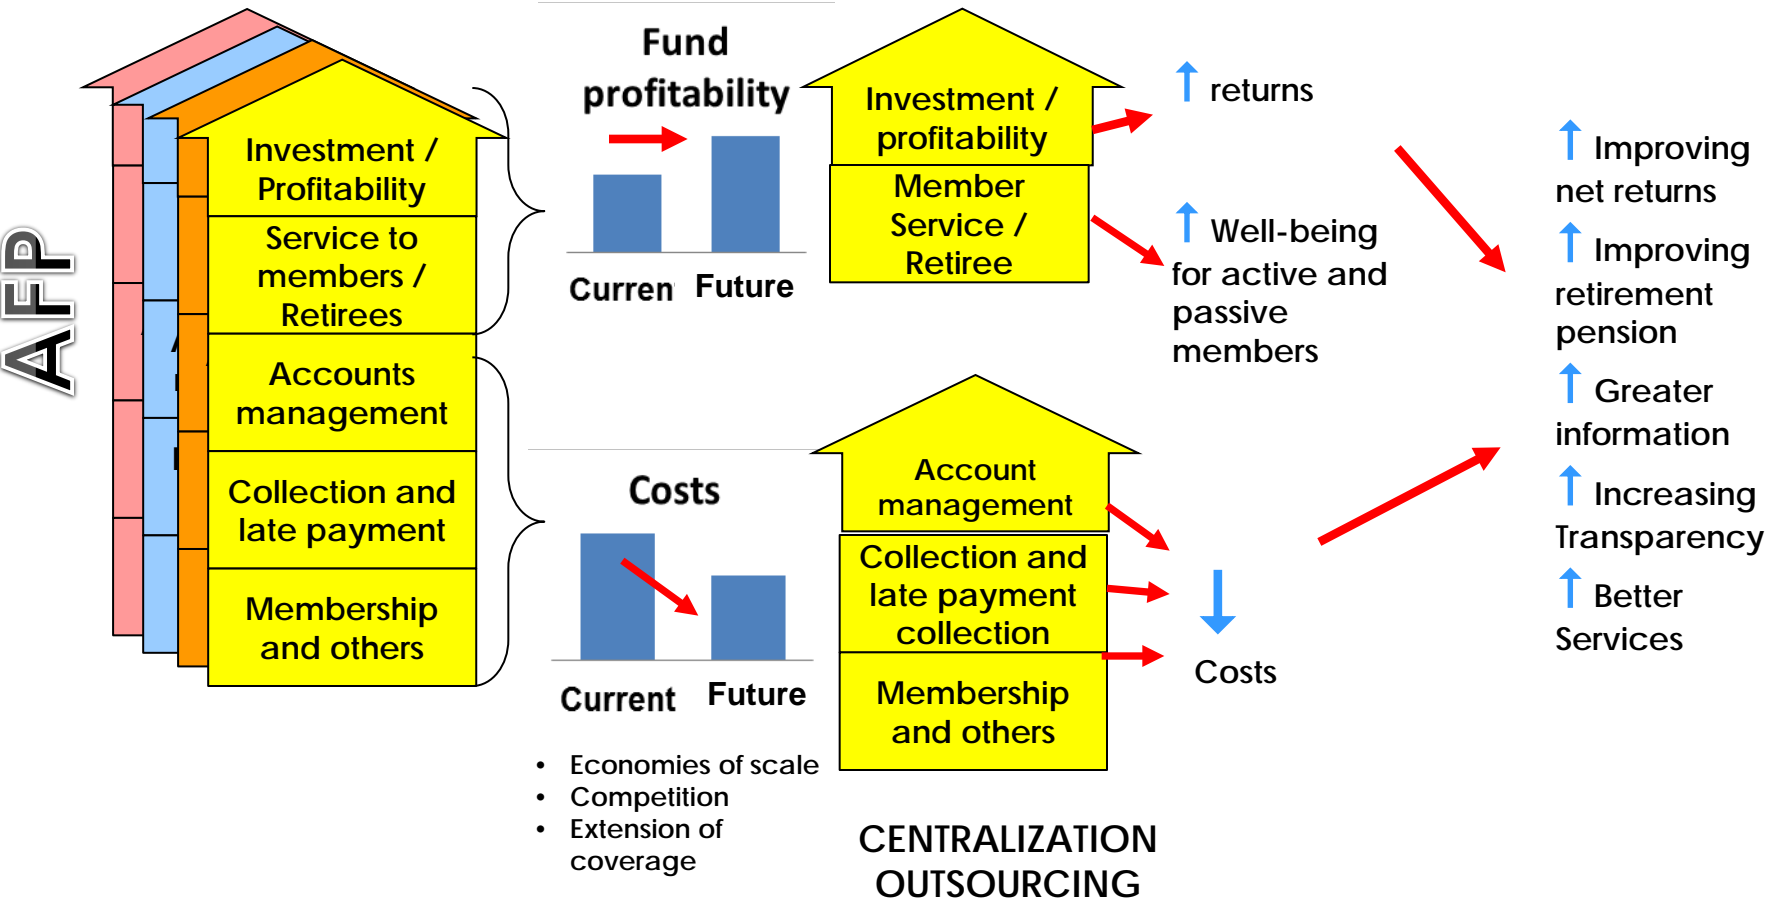 AFP
Investment /
Profitability
Service to
members /
Retirees
Accounts
management
Collection and
late payment
Membership
and others
Fund
profitability
Curren
Future
Costs
Current
Future
• Economies of scale
• Competition
• Extension of
coverage
Investment /
profitability
Member
Service /
Retiree
Account
management
Collection and
late payment
collection
Membership
and others
CENTRALIZATION
OUTSOURCING
↑ returns
↑ Well-being
for active and
passive
members
↓
Costs
↑ Improving
net returns
↑ Improving
retirement
pension
↑ Greater
information
↑ Increasing
Transparency
↑ Better
Services